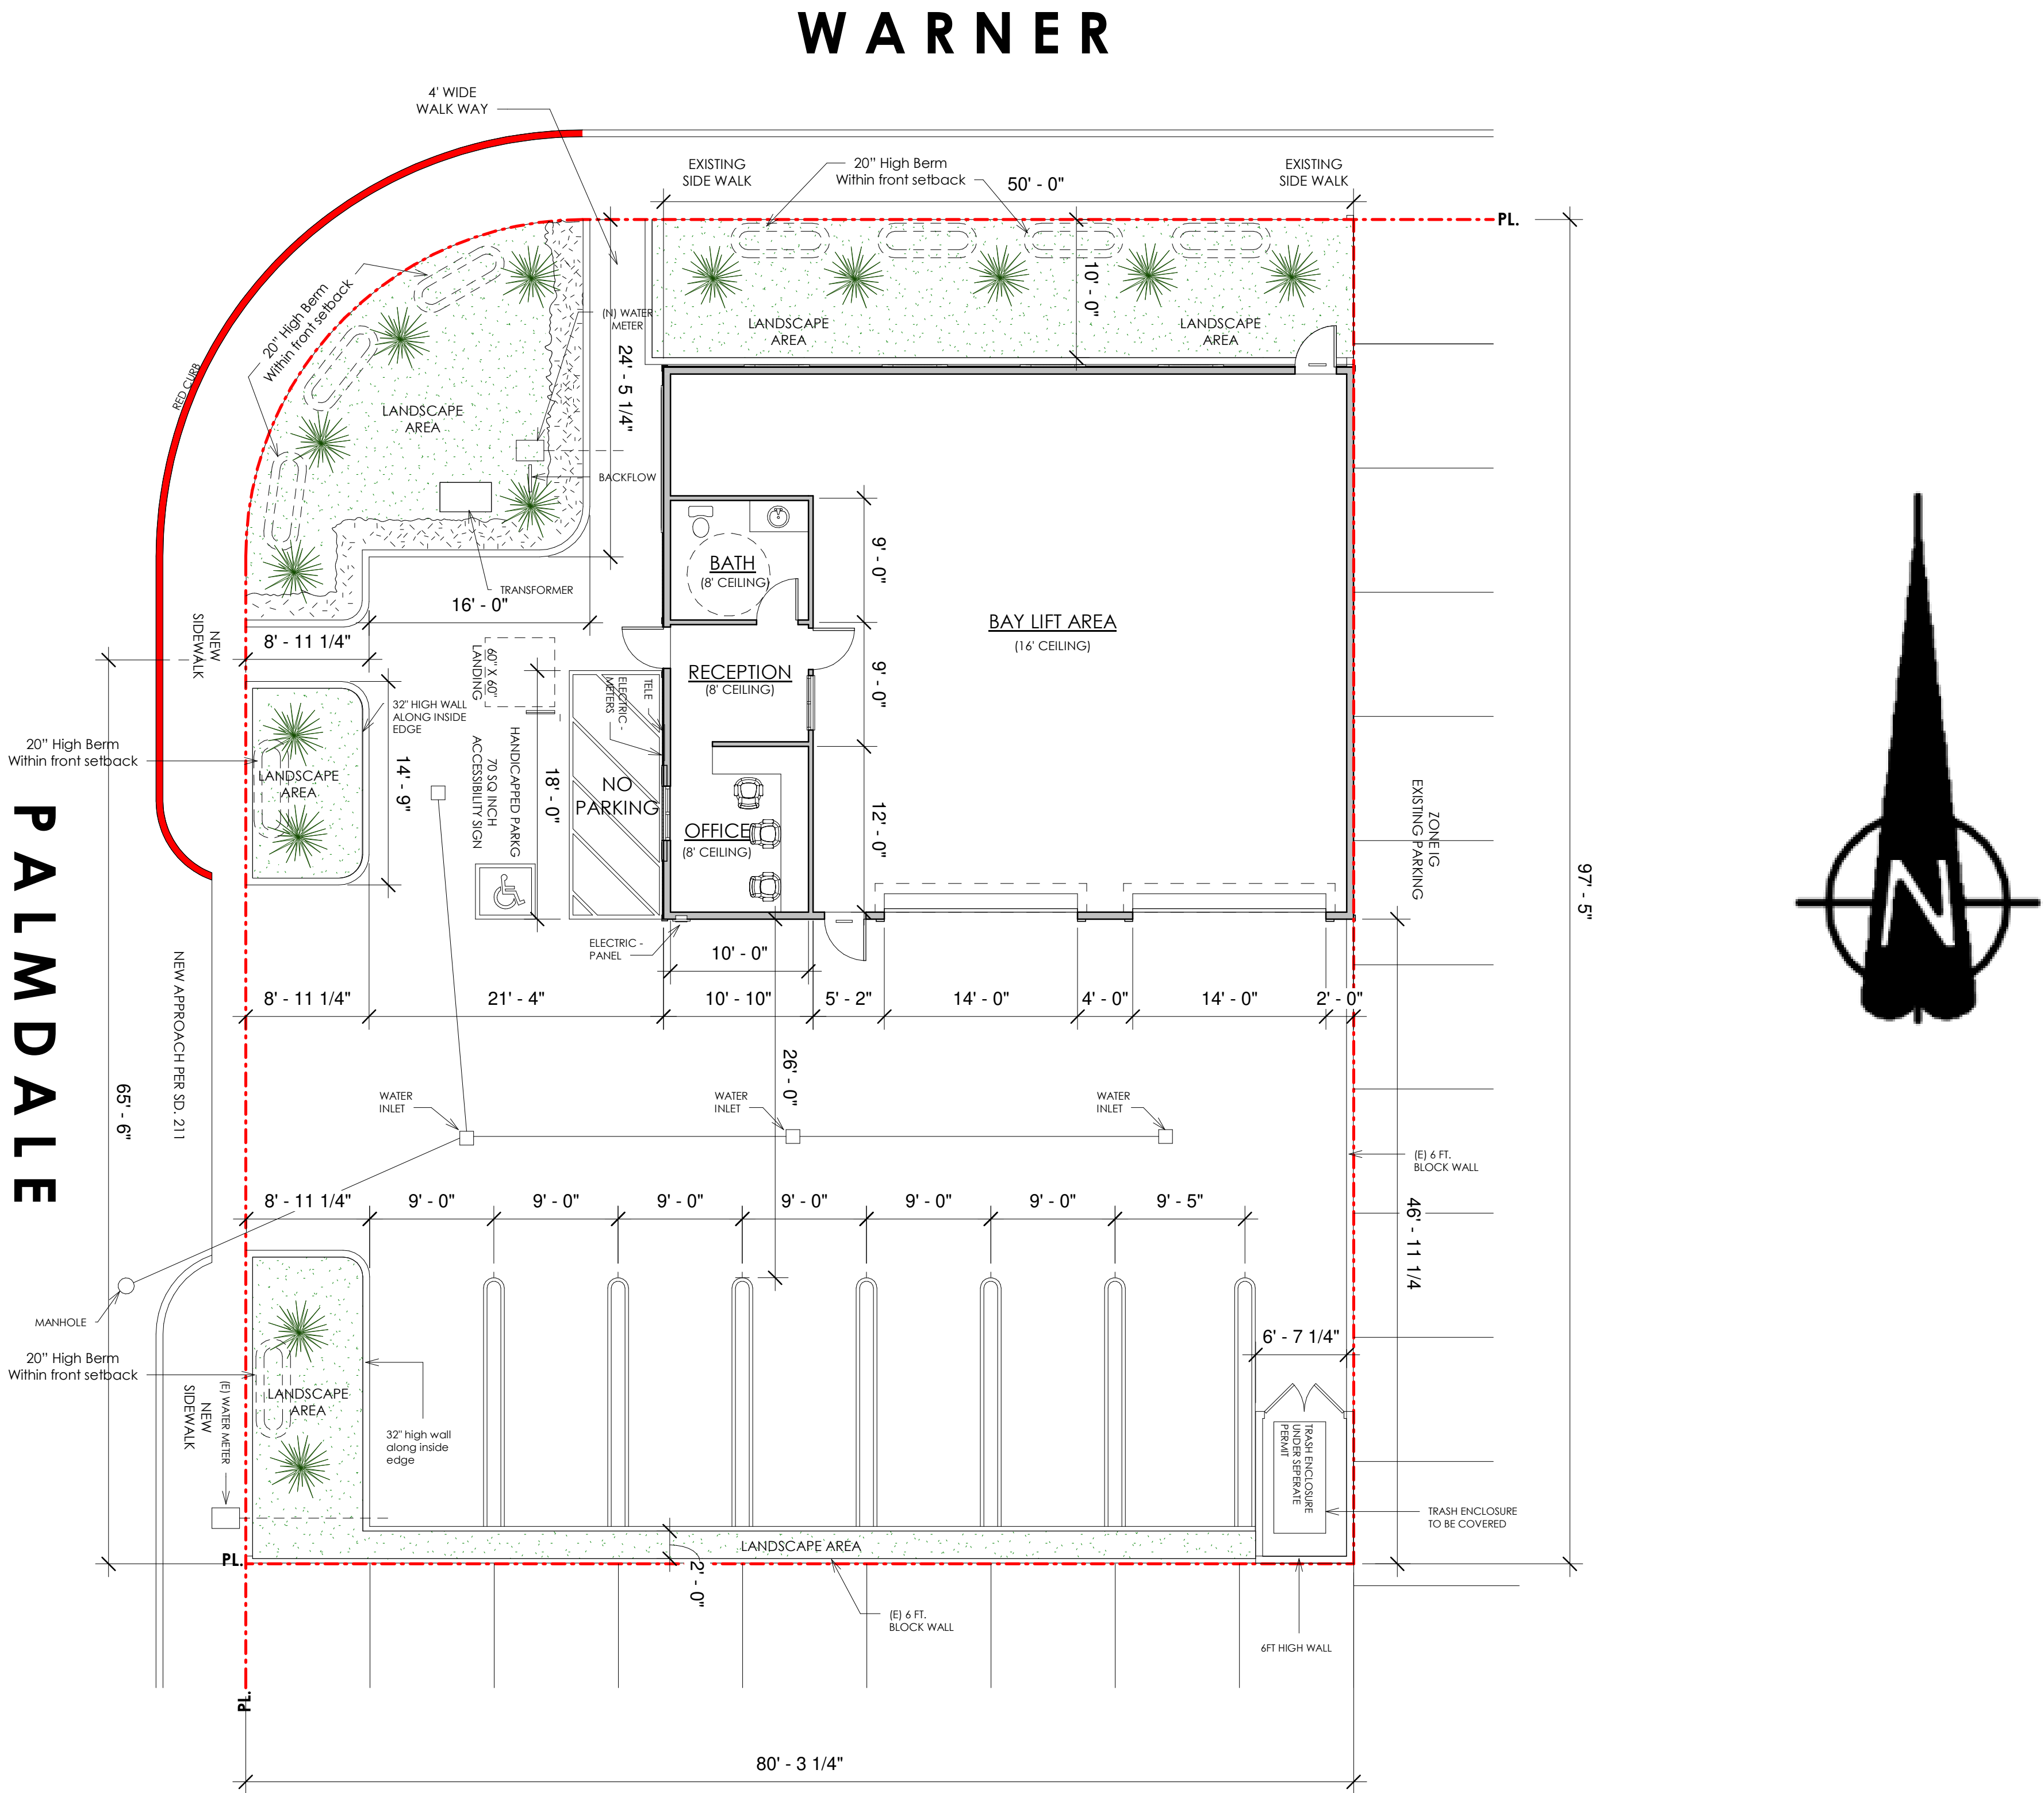 WARNER
4' WIDE
WALK WAY
EXISTING
SIDE WALK
20” High Berm
Within front setback
50' - 0"
EXISTING
SIDE WALK
PL.
20” High Berm
Within front setback
RED CURB
10' - 0"
(N) WATER
METER
24' - 5 1/4"
LANDSCAPE
AREA
LANDSCAPE
AREA
LANDSCAPE
AREA
BACKFLOW
TRANSFORMER
16' - 0"
8' - 11 1/4"
NEW
SIDEWALK
BATH
(8' CEILING)
9' - 0"
BAY LIFT AREA
(16' CEILING)
RECEPTION
(8' CEILING)
9' - 0"
60" X 60"
LANDING
ELECTRIC -
METERS
TELE
32" HIGH WALL
ALONG INSIDE
EDGE
20” High Berm
Within front setback
LANDSCAPE
AREA
14' - 9"
HANDICAPPED PARKG
70 SQ INCH
ACCESSIBILITY SIGN
18' - 0"
NO
PARKING
OFFICE
(8' CEILING)
12' - 0"
ZONE IG
EXISTING PARKING
97' - 5"
N
PALMDALE
NEW APPROACH PER SD. 211
ELECTRIC -
PANEL
10' - 0"
8' - 11 1/4"
21' - 4"
10' - 10"
5' - 2"
14' - 0"
4' - 0"
14' - 0"
2' - 0"
65' - 6"
26' - 0"
WATER
INLET
WATER
INLET
WATER
INLET
(E) 6 FT.
BLOCK WALL
8' - 11 1/4"
9' - 0"
9' - 0"
9' - 0"
9' - 0"
9' - 0"
9' - 0"
9' - 5"
46' - 11 1/4
MANHOLE
6' - 7 1/4"
20” High Berm
Within front setback
LANDSCAPE
AREA
NEW
SIDEWALK
(E) WATER METER
32" high wall
along inside
edge
TRASH ENCLOSURE
UNDER SEPERATE
PERMIT
TRASH ENCLOSURE
TO BE COVERED
LANDSCAPE AREA
PL.
2' - 0"
(E) 6 FT.
BLOCK WALL
6FT HIGH WALL
PL.
80' - 3 1/4"